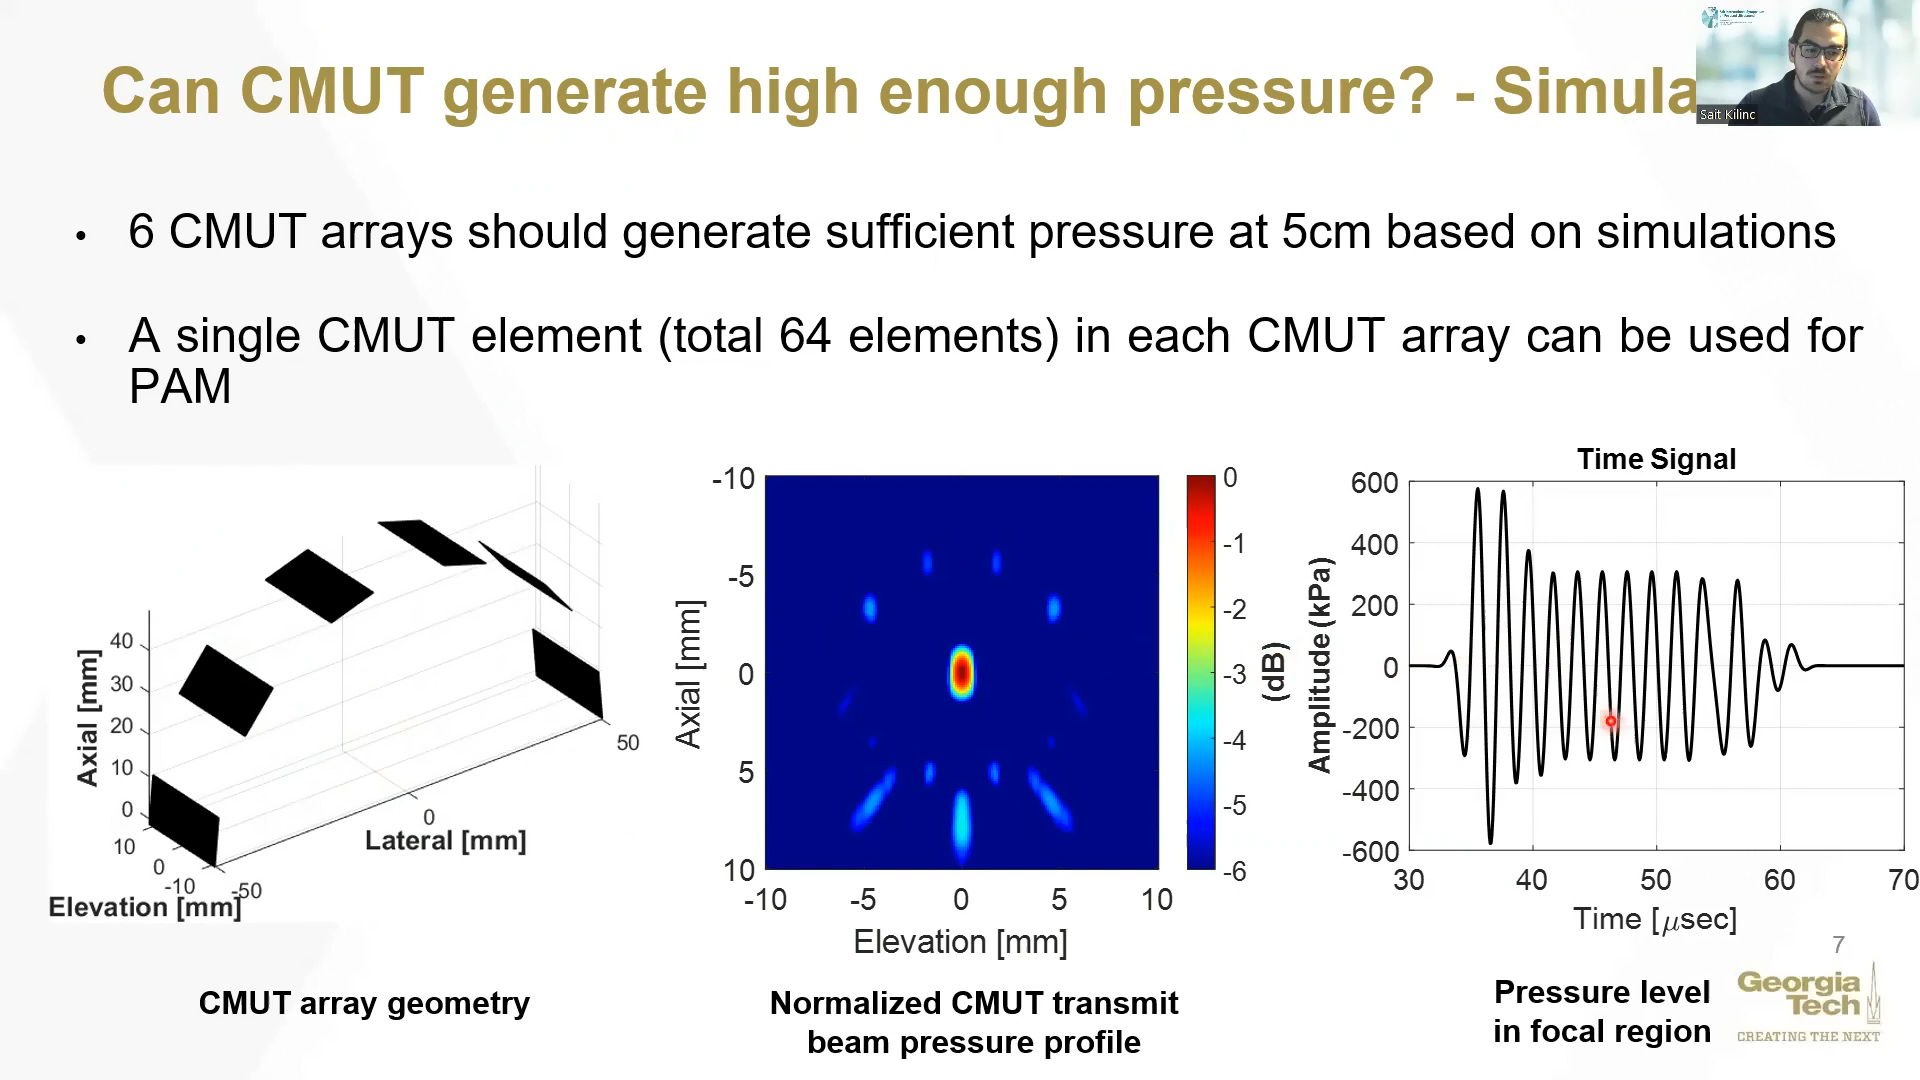 Can CMUT generate high enough pressure? - Simula
Sait Kilinc
• 6 CMUT arrays should generate sufficient pressure at 5cm based on simulations
• A single CMUT element (total 64 elements) in each CMUT array can be used for
PAM
40
30
20
10
0
Axial [mm]
10
0
-10
Elevation [mm]
-50
0
50
Lateral [mm]
CMUT array geometry
-10
-5
0
5
10
Axial [mm]
-10 -5 0 5 10
Elevation [mm]
0
-1
-2
-3
-4
-5
-6
(dB)
Normalized CMUT transmit
beam pressure profile
Time Signal
600
400
200
0
-200
-400
-600
Amplitude (kPa)
30 40 50 60 70
Time [μsec]
Pressure level
in focal region
7
Georgia
Tech
CREATING THE NEXT